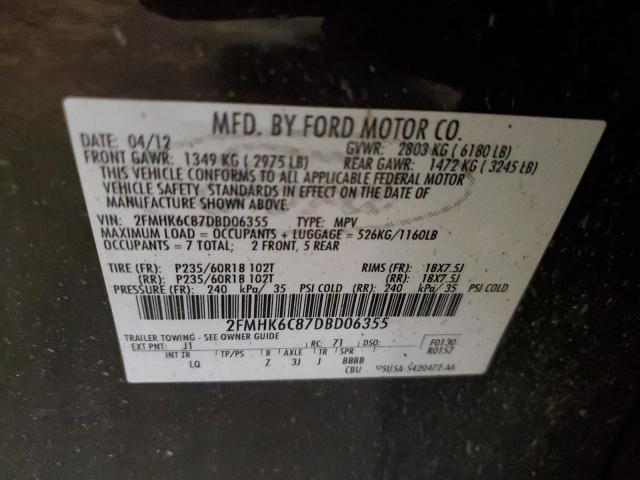 MFD. BY FORD MOTOR CO.
DATE: 04/12 GVWR: 2803 KG ( 6180 LB)
FRONT GAWR: 1349 KG ( 2975 LB) REAR GAWR: 1472 KG ( 3245 LB)
THIS VEHICLE CONFORMS TO ALL APPLICABLE FEDERAL MOTOR
VEHICLE SAFETY STANDARDS IN EFFECT ON THE DATE OF
MANUFACTURE SHOWN ABOVE.
VIN: 2FMHK6C87DBD06355 TYPE: MPV
MAXIMUM LOAD = OCCUPANTS + LUGGAGE = 526KG/1160LB
OCCUPANTS = 7 TOTAL; 2 FRONT, 5 REAR
TIRE (FR): P235/60R18 102T RIMS (FR): 18X7.5J
(RR): P235/60R18 102T (RR): 18X7.5J
PRESSURE (FR): 240 kPa/ 35 PSI COLD (RR): 240 kPa/ 35 PSI COLD
2FMHK6C87DBD06355
TRAILER TOWING - SEE OWNER GUIDE
EXT PNT: J1 RC: 71 DSO: F0130
INT TR TP/PS R AXLE TR SPR R0157
LQ Z 3J J BBBB
CBU 5U5A-5420472-AA